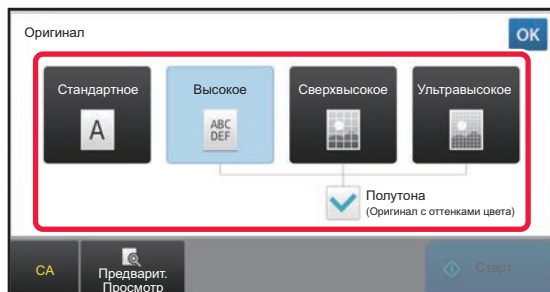 Оригинал
OK
Стандартное
Высокое
Сверхвысокое
Ультравысокое
A
ABC
DEF
Полутона
(Оригинал с оттенками цвета)
CA
Предварит.
Просмотр
Старт